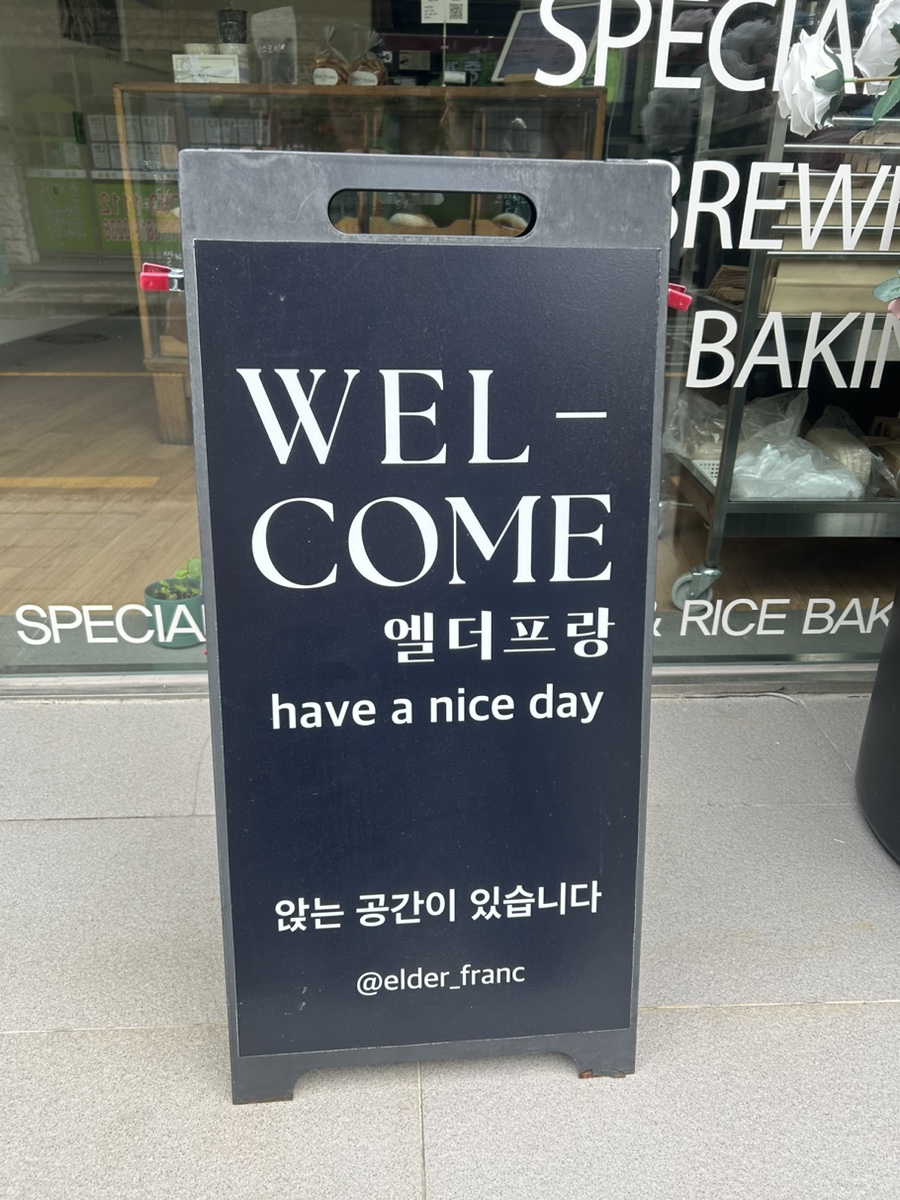 SPECIA
BREWI
BAKIN
WEL-
COME
엘더프랑
have a nice day
앉는 공간이 있습니다
@elder_franc
SPECIAL
& RICE BAK